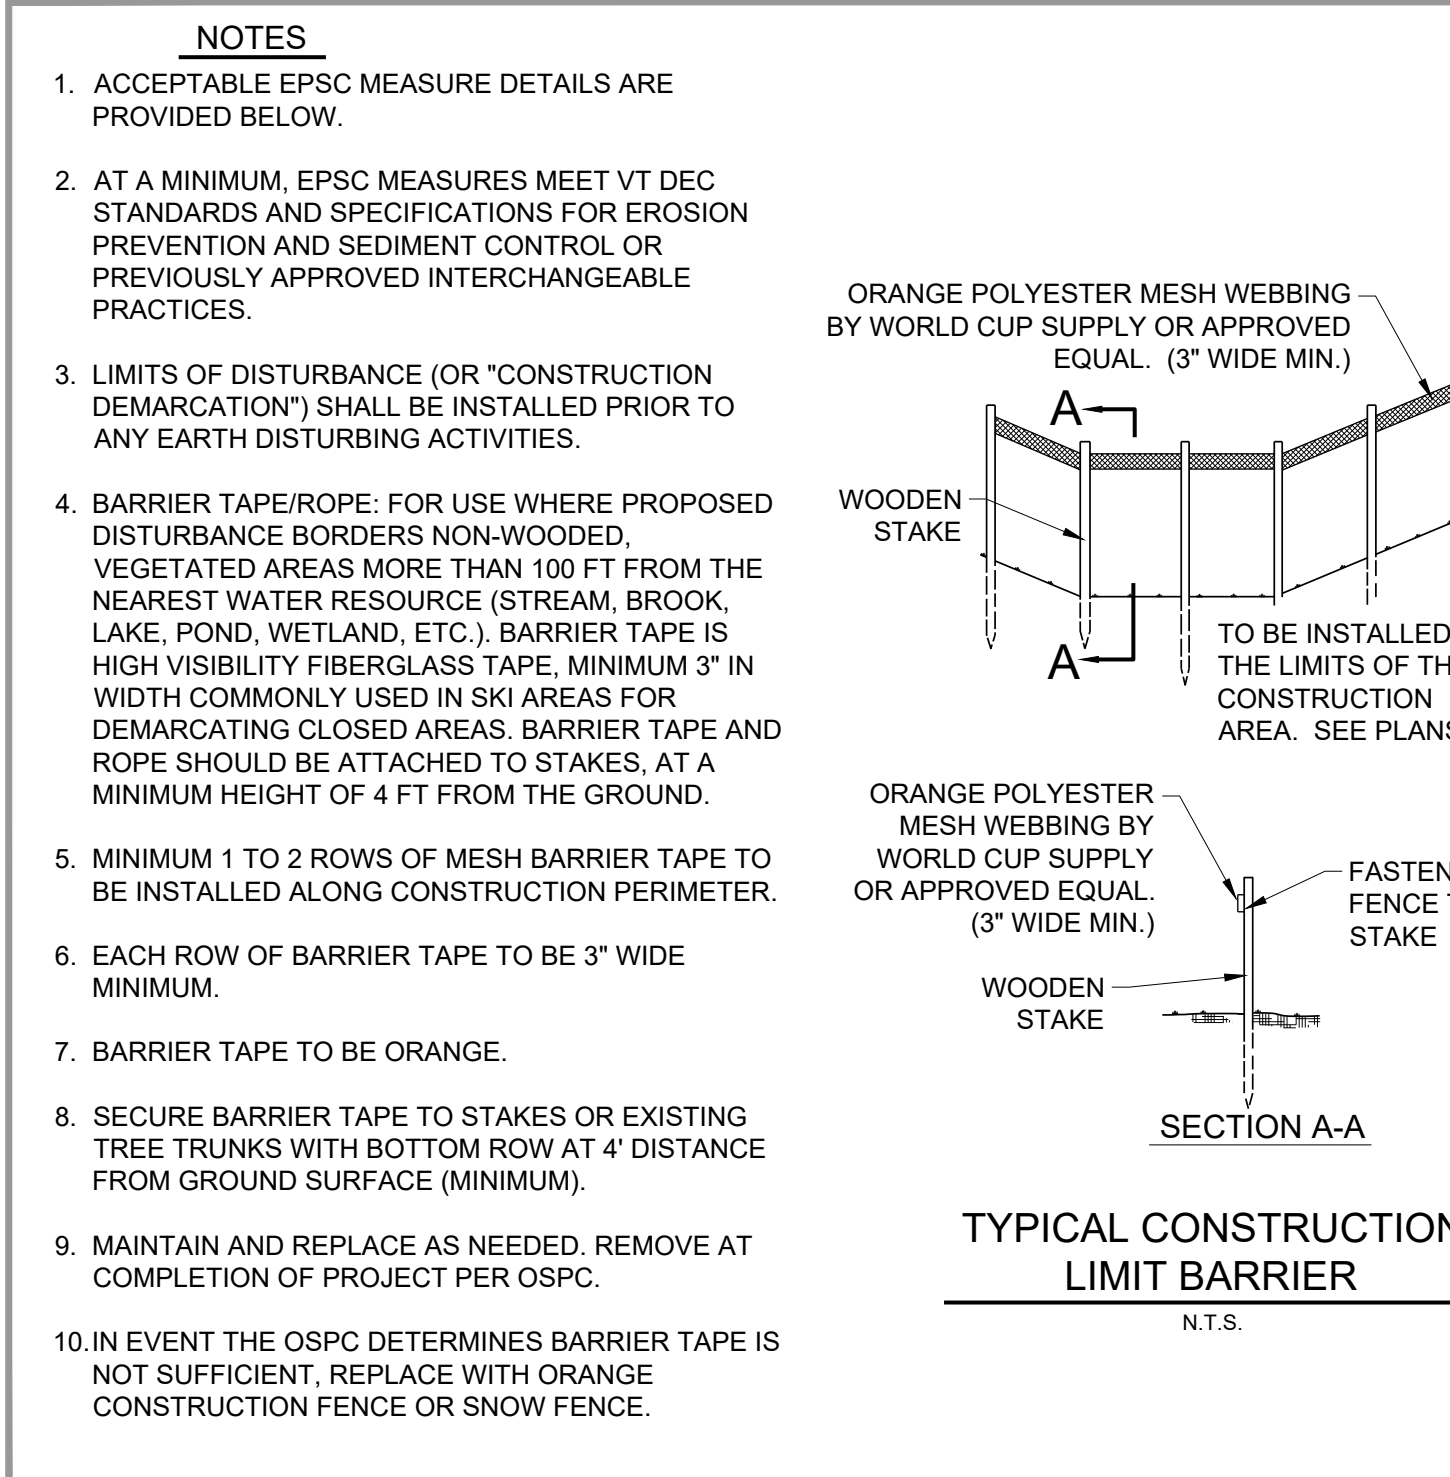 NOTES
1. ACCEPTABLE EPSC MEASURE DETAILS ARE
PROVIDED BELOW.
2. AT A MINIMUM, EPSC MEASURES MEET VT DEC
STANDARDS AND SPECIFICATIONS FOR EROSION
PREVENTION AND SEDIMENT CONTROL OR
PREVIOUSLY APPROVED INTERCHANGEABLE
PRACTICES.
3. LIMITS OF DISTURBANCE (OR "CONSTRUCTION
DEMARCATION") SHALL BE INSTALLED PRIOR TO
ANY EARTH DISTURBING ACTIVITIES.
4. BARRIER TAPE/ROPE: FOR USE WHERE PROPOSED
DISTURBANCE BORDERS NON-WOODED,
VEGETATED AREAS MORE THAN 100 FT FROM THE
NEAREST WATER RESOURCE (STREAM, BROOK,
LAKE, POND, WETLAND, ETC.). BARRIER TAPE IS
HIGH VISIBILITY FIBERGLASS TAPE, MINIMUM 3" IN
WIDTH COMMONLY USED IN SKI AREAS FOR
DEMARCATING CLOSED AREAS. BARRIER TAPE AND
ROPE SHOULD BE ATTACHED TO STAKES, AT A
MINIMUM HEIGHT OF 4 FT FROM THE GROUND.
5. MINIMUM 1 TO 2 ROWS OF MESH BARRIER TAPE TO
BE INSTALLED ALONG CONSTRUCTION PERIMETER.
6. EACH ROW OF BARRIER TAPE TO BE 3" WIDE
MINIMUM.
7. BARRIER TAPE TO BE ORANGE.
8. SECURE BARRIER TAPE TO STAKES OR EXISTING
TREE TRUNKS WITH BOTTOM ROW AT 4' DISTANCE
FROM GROUND SURFACE (MINIMUM).
9. MAINTAIN AND REPLACE AS NEEDED. REMOVE AT
COMPLETION OF PROJECT PER OSPC.
10. IN EVENT THE OSPC DETERMINES BARRIER TAPE IS
NOT SUFFICIENT, REPLACE WITH ORANGE
CONSTRUCTION FENCE OR SNOW FENCE.
ORANGE POLYESTER MESH WEBBING
BY WORLD CUP SUPPLY OR APPROVED
EQUAL. (3" WIDE MIN.)
A
WOODEN
STAKE
A
TO BE INSTALLED
THE LIMITS OF
CONSTRUCTION
AREA. SEE
ORANGE POLYESTER
MESH WEBBING BY
WORLD CUP SUPPLY
OR APPROVED EQUAL.
(3" WIDE MIN.)
FASTEN
FENCE
STAKE
WOODEN
STAKE
SECTION A-A
TYPICAL CONSTRUCTION
LIMIT BARRIER
N.T.S.